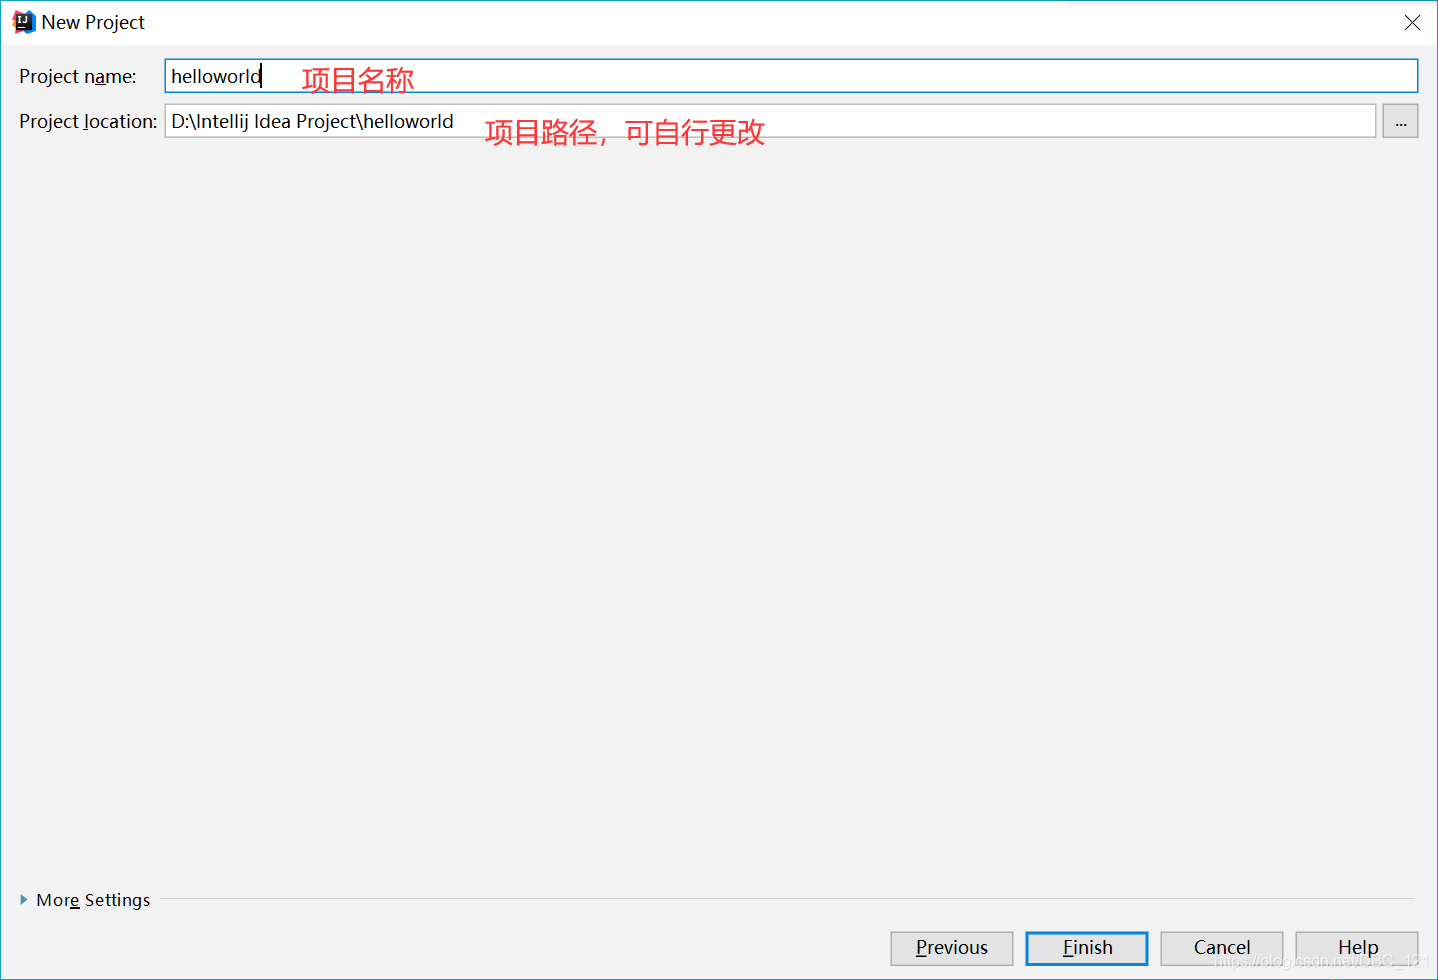 New Project
Project name: helloworld 项目名称
Project location: D:\Intellij Idea Project\helloworld 项目路径，可自行更改 ...
More Settings
Previous Finish Cancel Help
https://blog.csdn.net/DBC_121